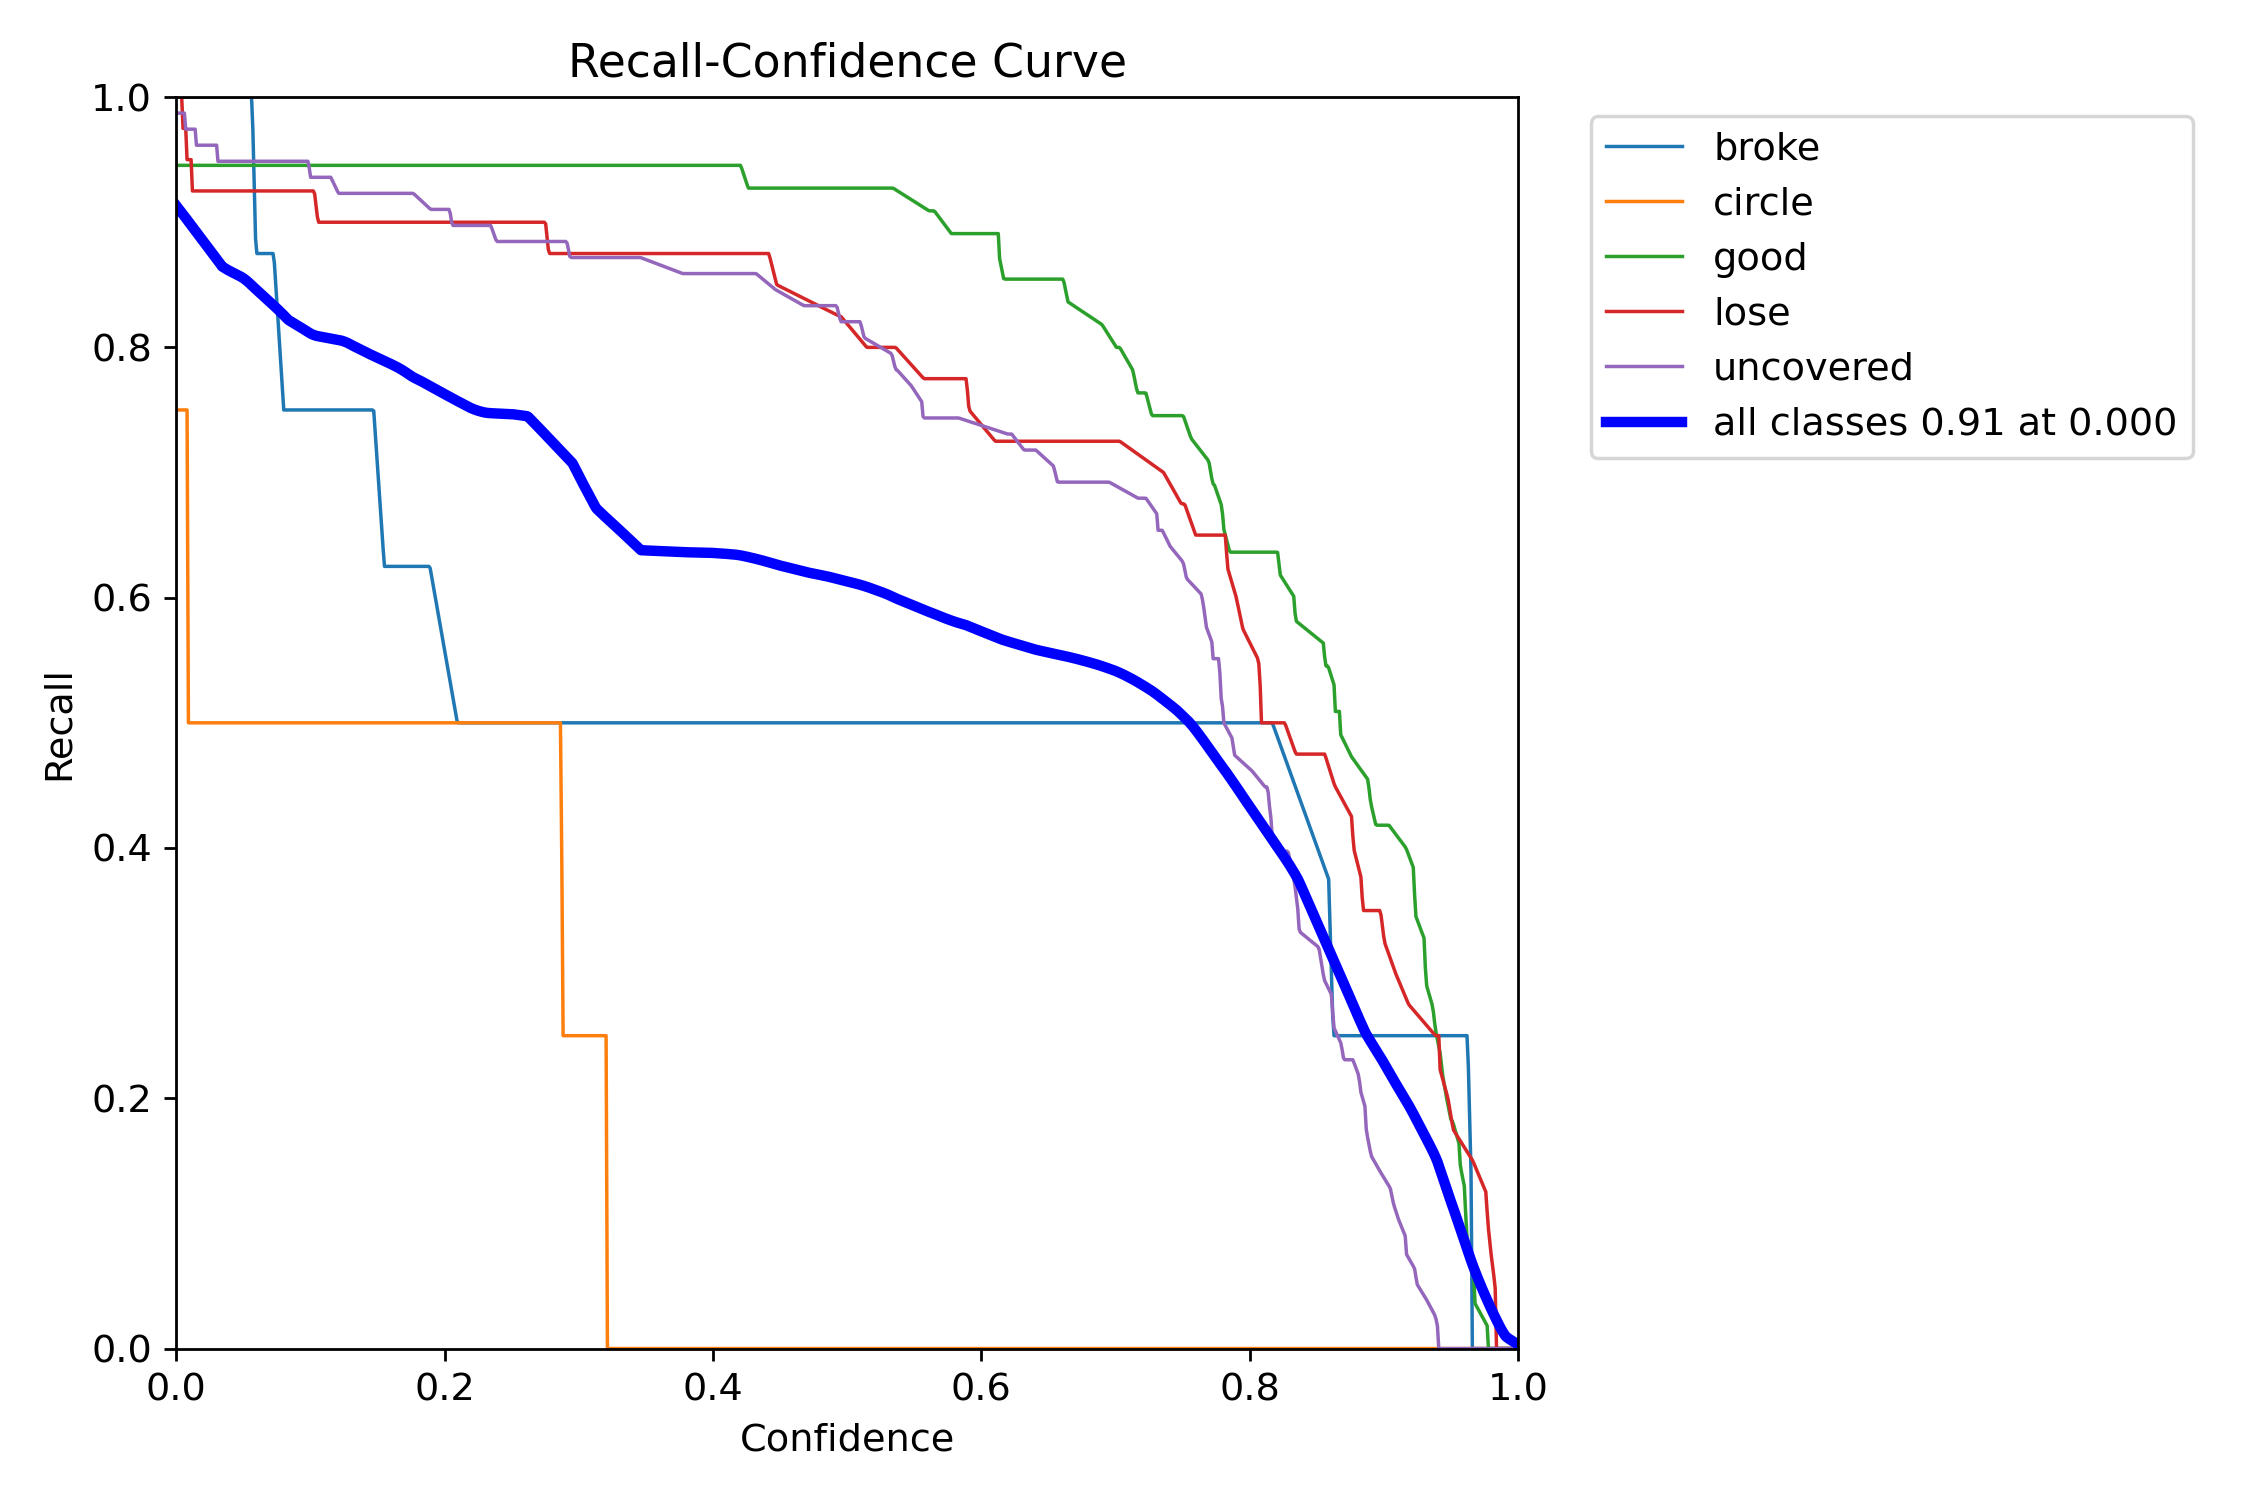 Recall-Confidence Curve
1.0
0.8
0.6
0.4
0.2
0.0
Recall
0.0 0.2 0.4 0.6 0.8 1.0
Confidence
broke
circle
good
lose
uncovered
all classes 0.91 at 0.000